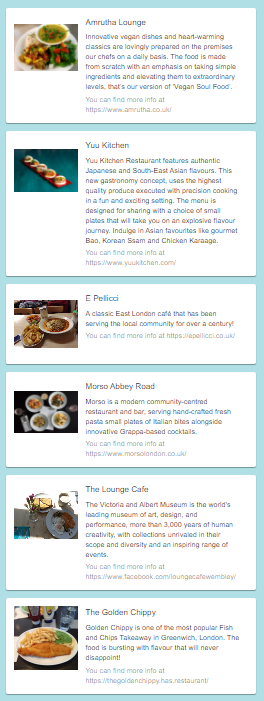 Amrutha Lounge
Innovative vegan dishes and heart-warming
classics are lovingly prepared on the premises
our chefs on a daily basis. The food is made
from scratch with an emphasis on taking simple
ingredients and elevating them to extraordinary
levels, that's our version of 'Vegan Soul Food'.
You can find more info at
https://www.amrutha.co.uk/
Yuu Kitchen
Yuu Kitchen Restaurant features authentic
Japanese and South-East Asian flavours. This
new gastronomy concept, uses the highest
quality produce executed with precision cooking
in a fun and exciting setting. The menu is
designed for sharing with a choice of small
plates that will take you on an explosive flavour
journey. Indulge in Asian favourites like gourmet
Bao, Korean Ssam and Chicken Karaage.
You can find more info at
https://www.yuukitchen.com/
E Pellicci
A classic East London café that has been
serving the local community for over a century!
You can find more info at https://epellicci.co.uk/
Morso Abbey Road
Morso is a modern community-centred
restaurant and bar, serving hand-crafted fresh
pasta small plates of Italian bites alongside
innovative Grappa-based cocktails.
You can find more info at
https://www.morsolondon.co.uk/
The Lounge Cafe
The Victoria and Albert Museum is the world's
leading museum of art, design, and
performance, more than 3,000 years of human
creativity, with collections unrivaled in their
scope and diversity and an inspiring range of
events.
You can find more info at
https://www.facebook.com/loungecafewembley/
The Golden Chippy
Golden Chippy is one of the most popular Fish
and Chips Takeaway in Greenwich, London. The
food is bursting with flavour that will never
disappoint!
You can find more info at
https://thegoldenchippy.has.restaurant/